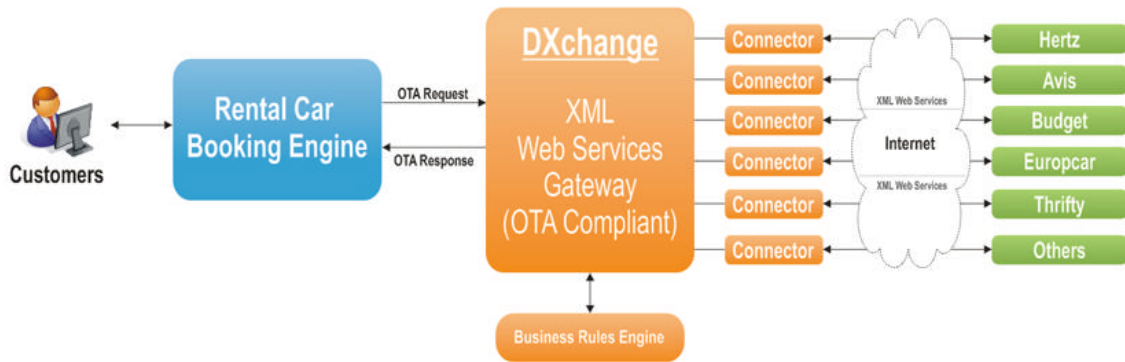 Customers
Rental Car
Booking Engine
OTA Request
OTA Response
DXchange
XML
Web Services
Gateway
(OTA Compliant)
Business Rules Engine
Connector
Connector
Connector
Connector
Connector
Connector
XML Web Services
Internet
XML Web Services
Hertz
Avis
Budget
Europcar
Thrifty
Others